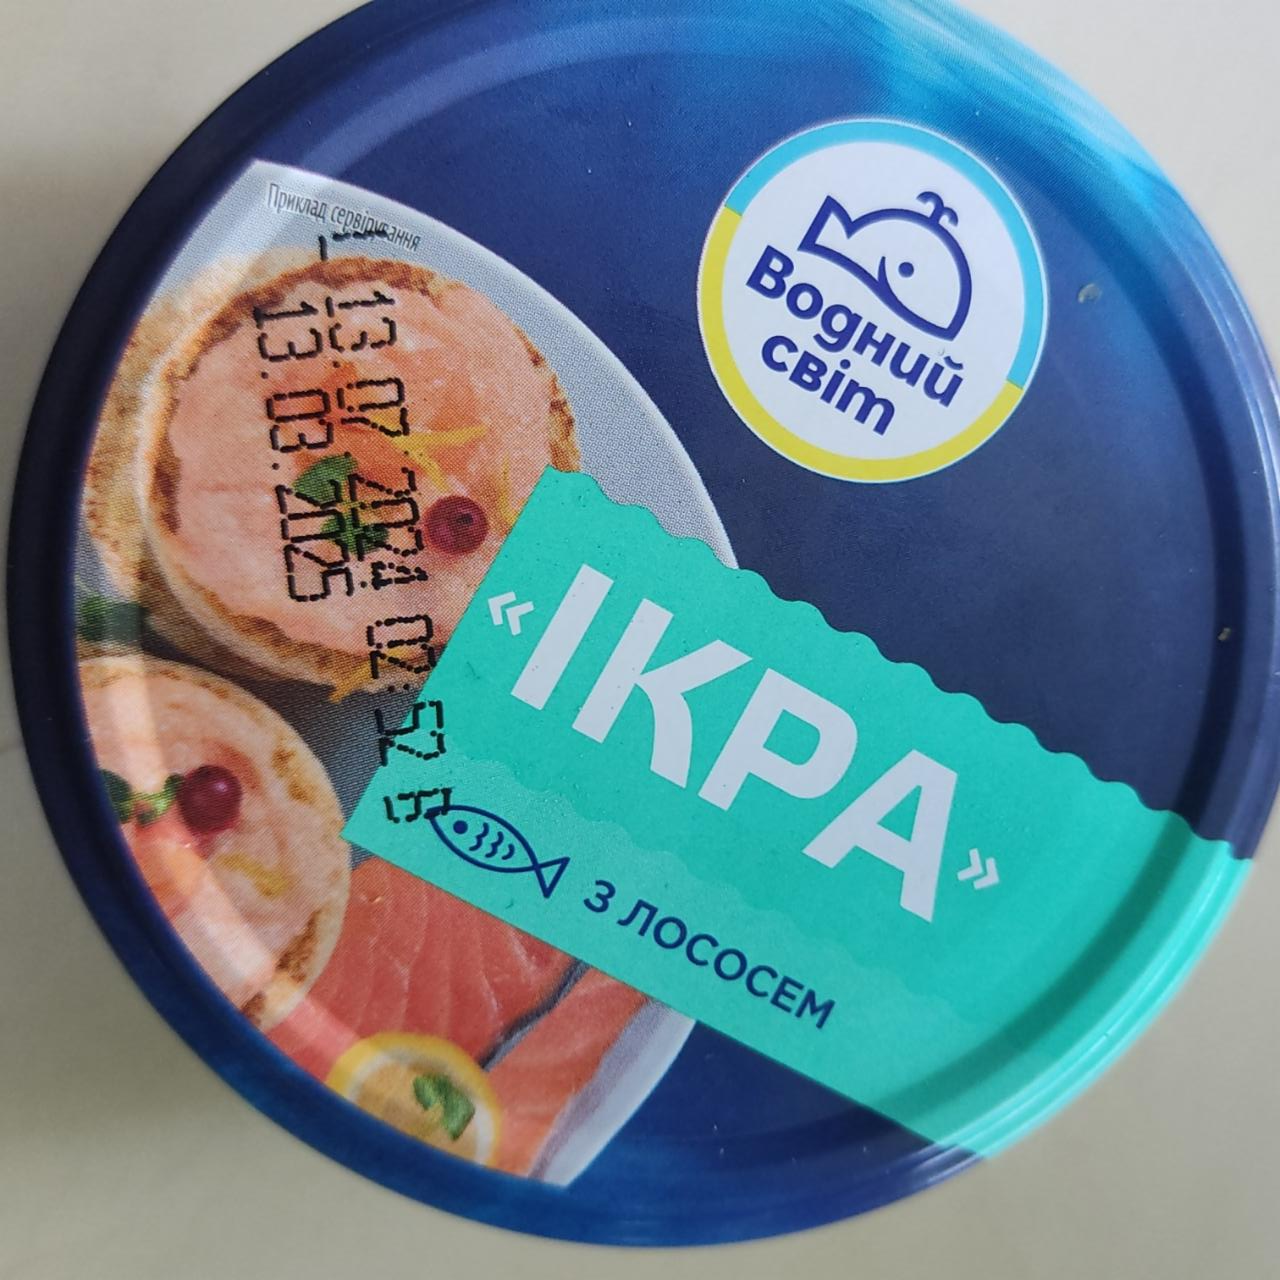 Приклад сервірування
Водний
світ
13.07.2024 02:52
13.03.2025
«ІКРА»
З ЛОСОСЕМ